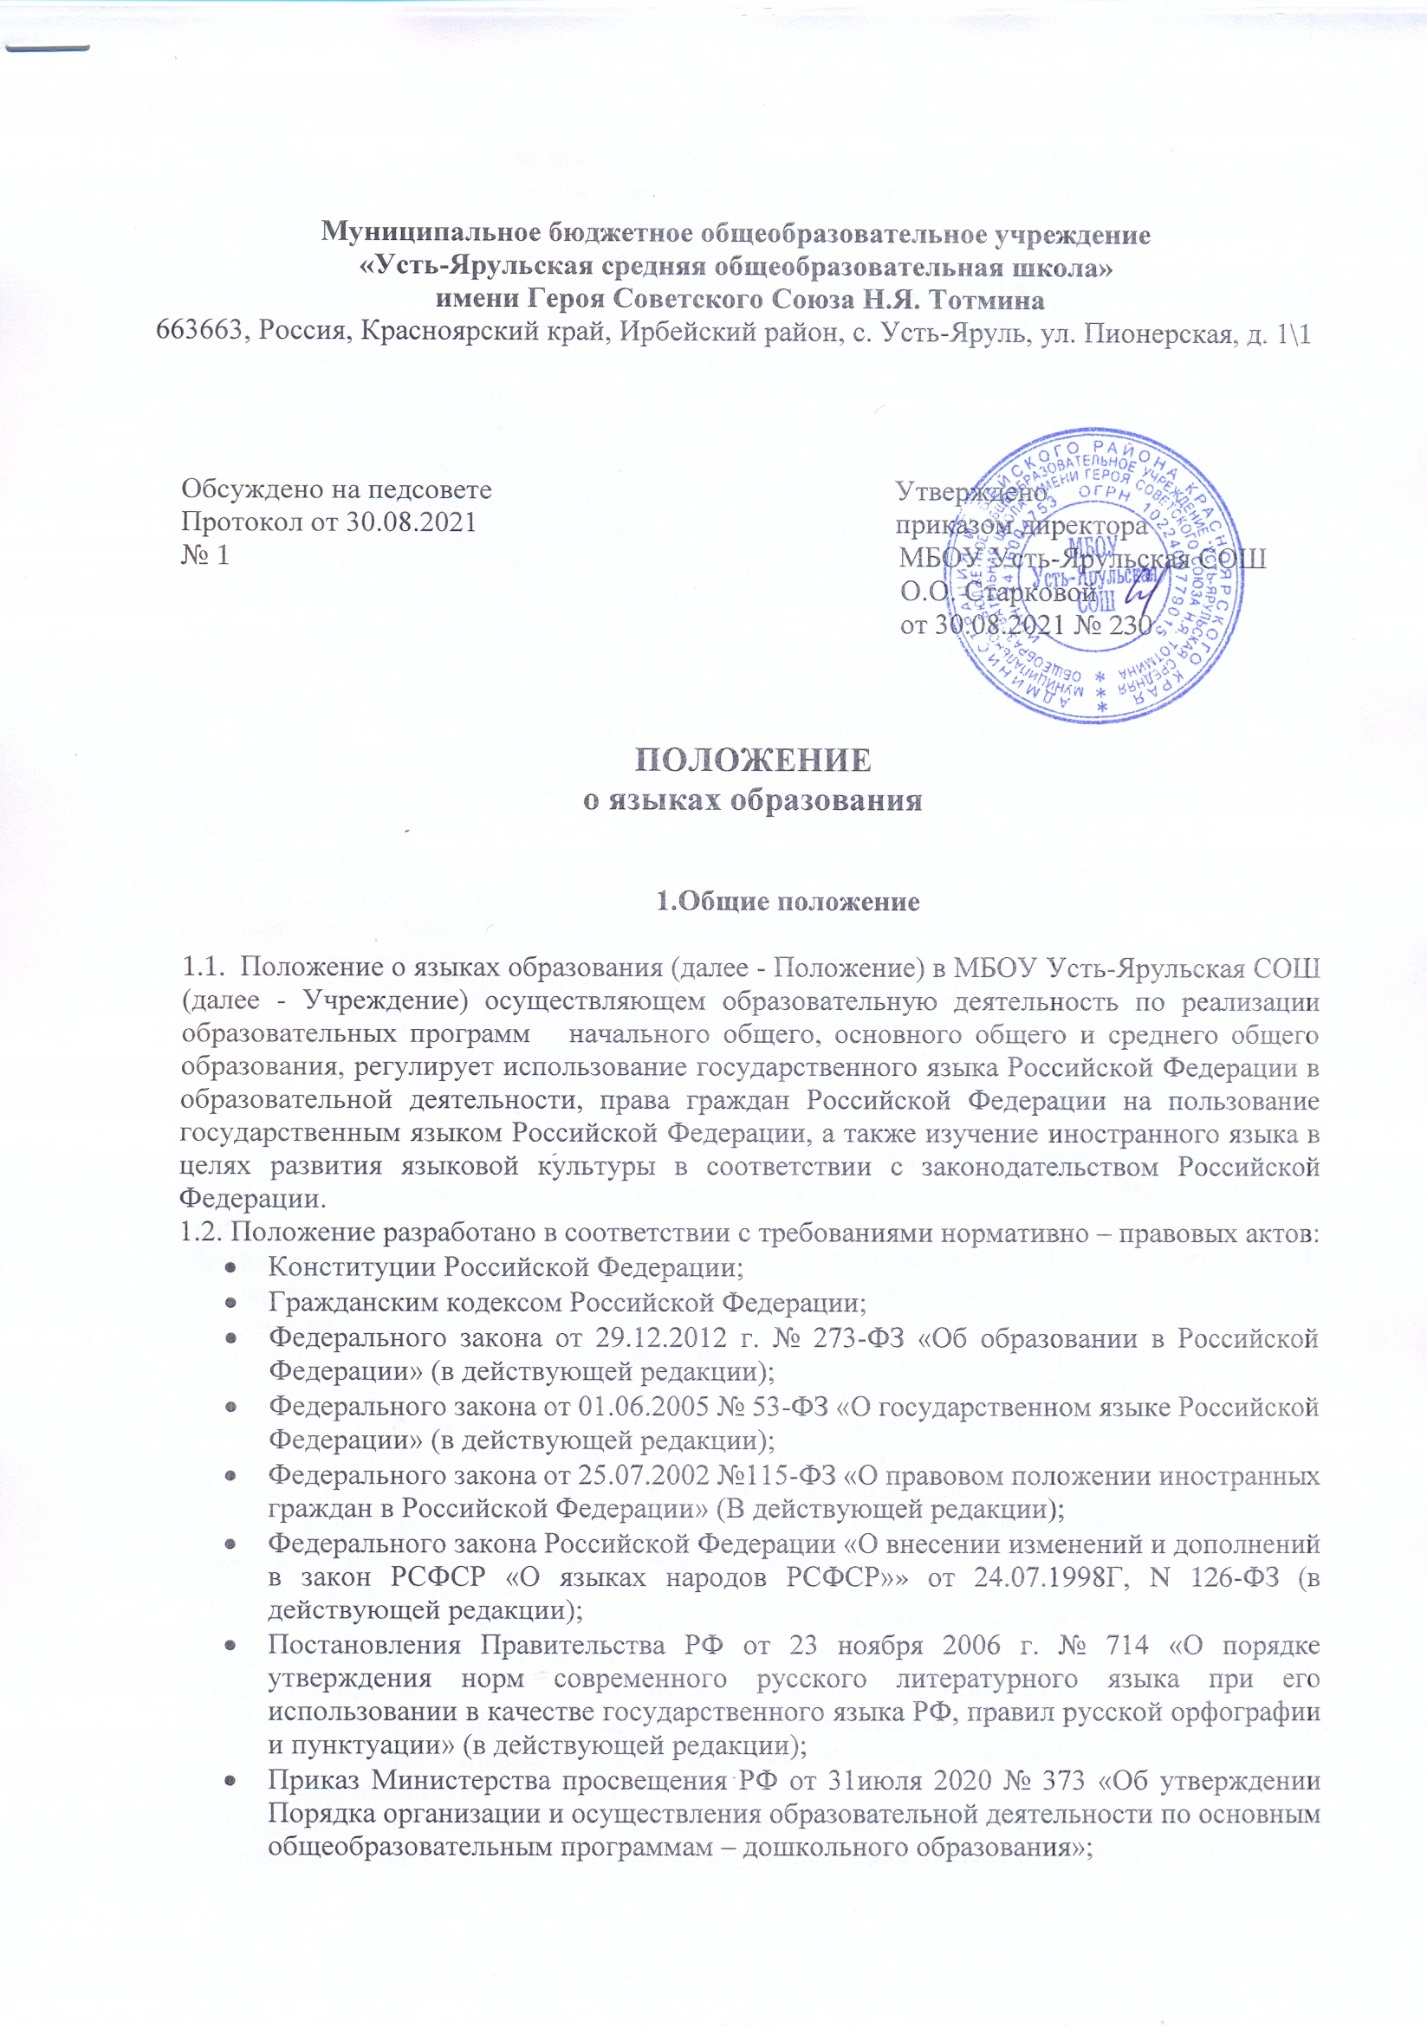 Муниципальное бюджетное общеобразовательное учреждение
«Усть-Ярульская средняя общеобразовательная школа»
имени Героя Советского Союза Н.Я. Тотмина
663663, Россия, Красноярский край, Ирбейский район, с. Усть-Яруль, ул. Пионерская, д. 1\1
Обсуждено на педсовете
Протокол от 30.08.2021
№ 1
Утверждено
приказом директора
МБОУ Усть-Ярульская СОШ
О.О. Старковой
от 30.08.2021 № 230
МБОУ
Усть-Ярульская
СОШ
ПОЛОЖЕНИЕ
о языках образования
1.Общие положение
1.1. Положение о языках образования (далее - Положение) в МБОУ Усть-Ярульская СОШ
(далее - Учреждение) осуществляющем образовательную деятельность по реализации
образовательных программ начального общего, основного общего и среднего общего
образования, регулирует использование государственного языка Российской Федерации в
образовательной деятельности, права граждан Российской Федерации на пользование
государственным языком Российской Федерации, а также изучение иностранного языка в
целях развития языковой культуры в соответствии с законодательством Российской
Федерации.
1.2. Положение разработано в соответствии с требованиями нормативно – правовых актов:
• Конституции Российской Федерации;
• Гражданским кодексом Российской Федерации;
• Федерального закона от 29.12.2012 г. № 273-ФЗ «Об образовании в Российской
Федерации» (в действующей редакции);
• Федерального закона от 01.06.2005 № 53-ФЗ «О государственном языке Российской
Федерации» (в действующей редакции);
• Федерального закона от 25.07.2002 №115-ФЗ «О правовом положении иностранных
граждан в Российской Федерации» (В действующей редакции);
• Федерального закона Российской Федерации «О внесении изменений и дополнений
в закон РСФСР «О языках народов РСФСР»» от 24.07.1998Г, N 126-ФЗ (в
действующей редакции);
• Постановления Правительства РФ от 23 ноября 2006 г. № 714 «О порядке
утверждения норм современного русского литературного языка при его
использовании в качестве государственного языка РФ, правил русской орфографии
и пунктуации» (в действующей редакции);
• Приказ Министерства просвещения РФ от 31июля 2020 № 373 «Об утверждении
Порядка организации и осуществления образовательной деятельности по основным
общеобразовательным программам – дошкольного образования»;